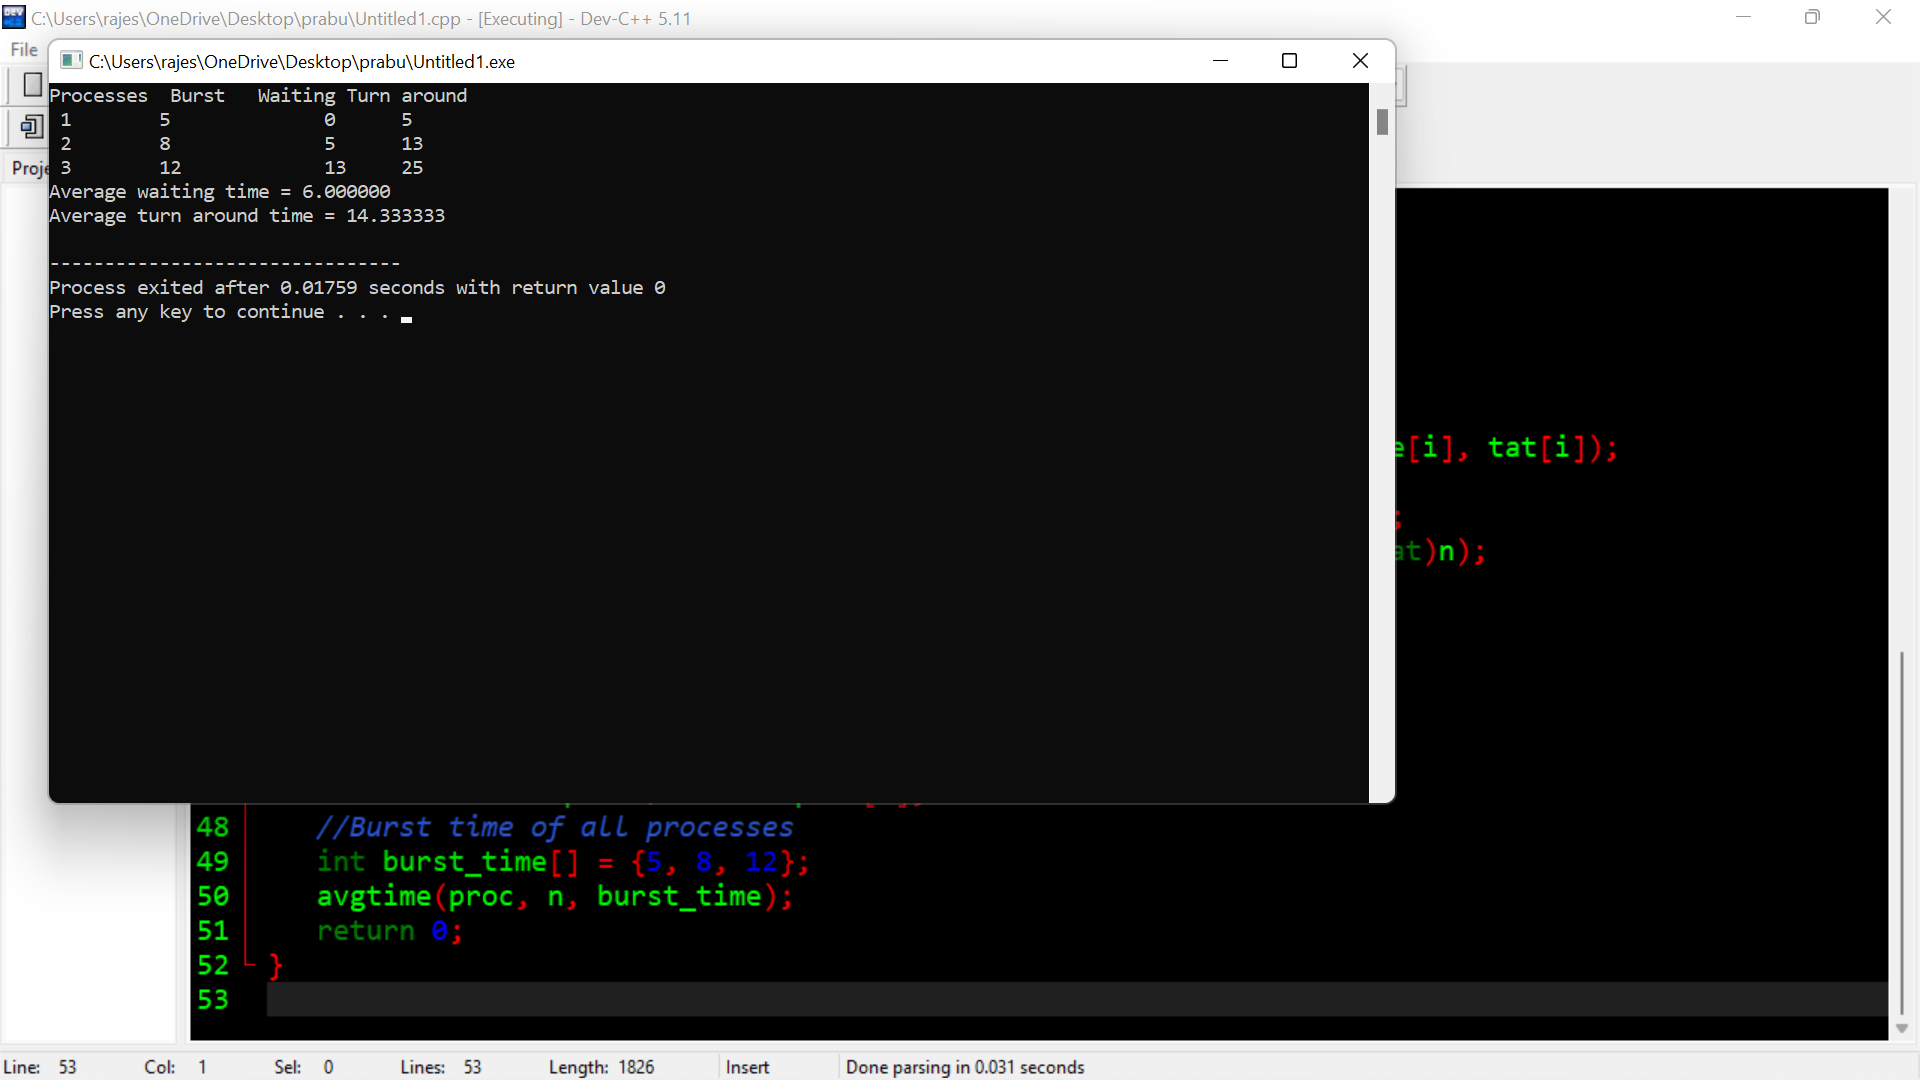 C:\Users\rajes\OneDrive\Desktop\prabu\Untitled1.cpp - [Executing] - Dev-C++ 5.11
File
C:\Users\rajes\OneDrive\Desktop\prabu\Untitled1.exe
Processes  Burst   Waiting Turn around
1        5              0      5
2        8              5      13
3        12             13     25
Average waiting time = 6.000000
Average turn around time = 14.333333
--------------------------------
Process exited after 0.01759 seconds with return value 0
Press any key to continue . . .
Proje
e[i], tat[i]);
;
at)n);
48 //Burst time of all processes
49 int burst_time[] = {5, 8, 12};
50 avgtime(proc, n, burst_time);
51 return 0;
52 }
53
Line: 53 Col: 1 Sel: 0 Lines: 53 Length: 1826 Insert Done parsing in 0.031 seconds